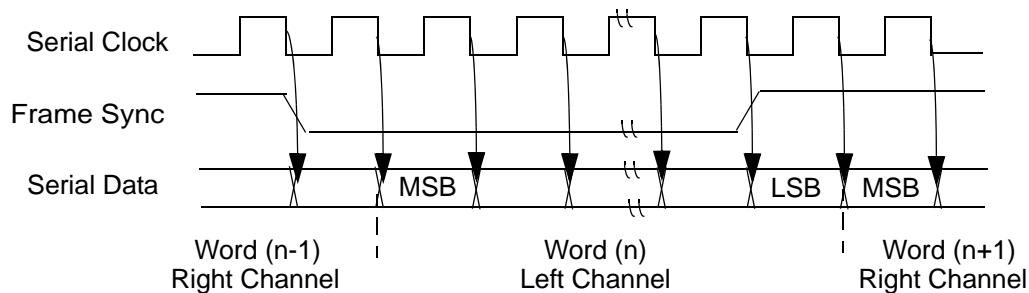 Serial Clock
Frame Sync
Serial Data
MSB
LSB
MSB
Word (n-1)
Right Channel
Word (n)
Left Channel
Word (n+1)
Right Channel